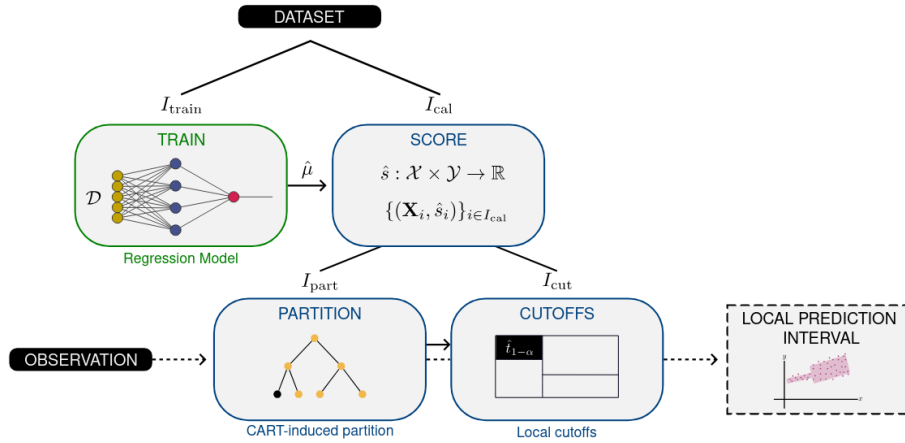 DATASET
I_train
I_cal
TRAIN
𝒟
Regression Model
μ̂
SCORE
ŝ : 𝒳 × 𝒴 → ℝ
{(𝐗_i, ŝ_i)}_{i∈I_cal}
I_part
I_cut
OBSERVATION
PARTITION
CART-induced partition
CUTOFFS
t̂_{1−α}
Local cutoffs
LOCAL PREDICTION
INTERVAL
y
x